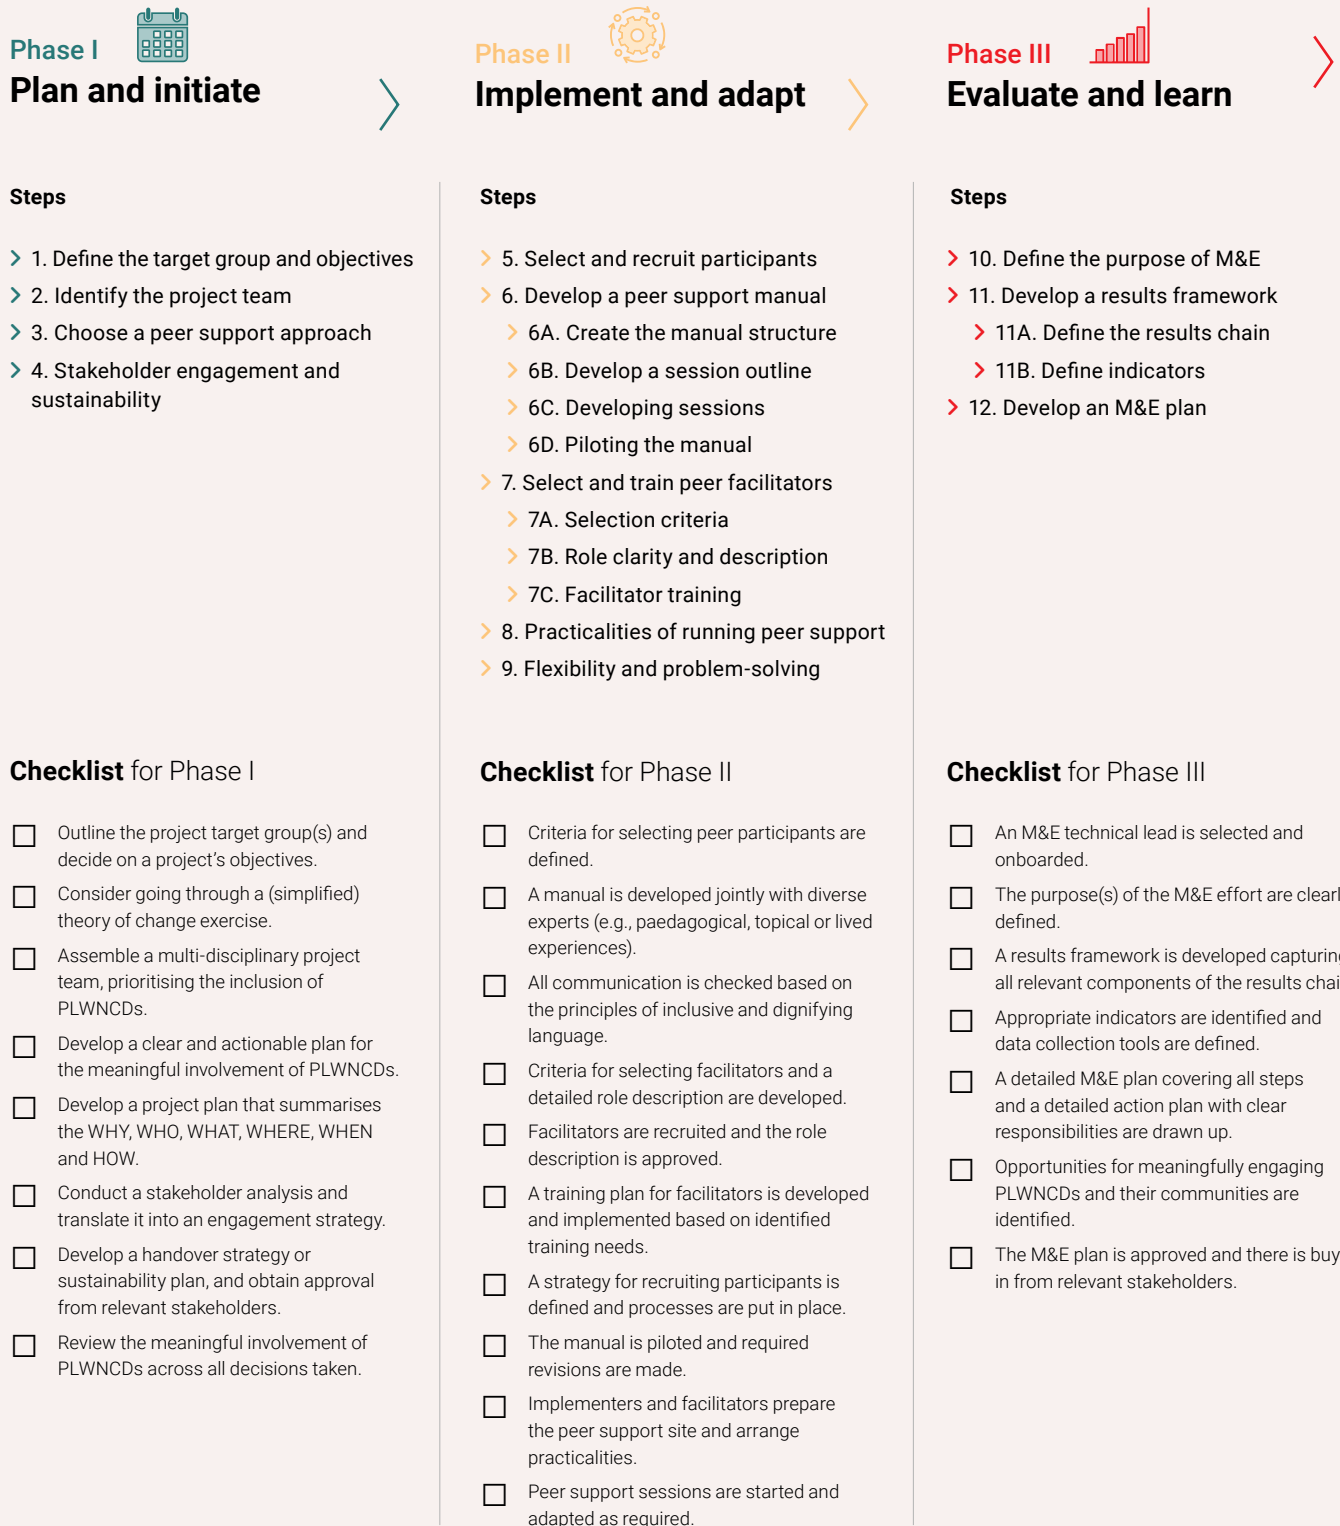 Phase I
Plan and initiate
Steps
1. Define the target group and objectives
2. Identify the project team
3. Choose a peer support approach
4. Stakeholder engagement and
sustainability
Checklist for Phase I
Outline the project target group(s) and
decide on a project’s objectives.
Consider going through a (simplified)
theory of change exercise.
Assemble a multi-disciplinary project
team, prioritising the inclusion of
PLWNCDs.
Develop a clear and actionable plan for
the meaningful involvement of PLWNCDs.
Develop a project plan that summarises
the WHY, WHO, WHAT, WHERE, WHEN
and HOW.
Conduct a stakeholder analysis and
translate it into an engagement strategy.
Develop a handover strategy or
sustainability plan, and obtain approval
from relevant stakeholders.
Review the meaningful involvement of
PLWNCDs across all decisions taken.
Phase II
Implement and adapt
Steps
5. Select and recruit participants
6. Develop a peer support manual
6A. Create the manual structure
6B. Develop a session outline
6C. Developing sessions
6D. Piloting the manual
7. Select and train peer facilitators
7A. Selection criteria
7B. Role clarity and description
7C. Facilitator training
8. Practicalities of running peer support
9. Flexibility and problem-solving
Checklist for Phase II
Criteria for selecting peer participants are
defined.
A manual is developed jointly with diverse
experts (e.g., paedagogical, topical or lived
experiences).
All communication is checked based on
the principles of inclusive and dignifying
language.
Criteria for selecting facilitators and a
detailed role description are developed.
Facilitators are recruited and the role
description is approved.
A training plan for facilitators is developed
and implemented based on identified
training needs.
A strategy for recruiting participants is
defined and processes are put in place.
The manual is piloted and required
revisions are made.
Implementers and facilitators prepare
the peer support site and arrange
practicalities.
Peer support sessions are started and
adapted as required.
Phase III
Evaluate and learn
Steps
10. Define the purpose of M&E
11. Develop a results framework
11A. Define the results chain
11B. Define indicators
12. Develop an M&E plan
Checklist for Phase III
An M&E technical lead is selected and
onboarded.
The purpose(s) of the M&E effort are clearl
defined.
A results framework is developed capturing
all relevant components of the results chai
Appropriate indicators are identified and
data collection tools are defined.
A detailed M&E plan covering all steps
and a detailed action plan with clear
responsibilities are drawn up.
Opportunities for meaningfully engaging
PLWNCDs and their communities are
identified.
The M&E plan is approved and there is buy
in from relevant stakeholders.